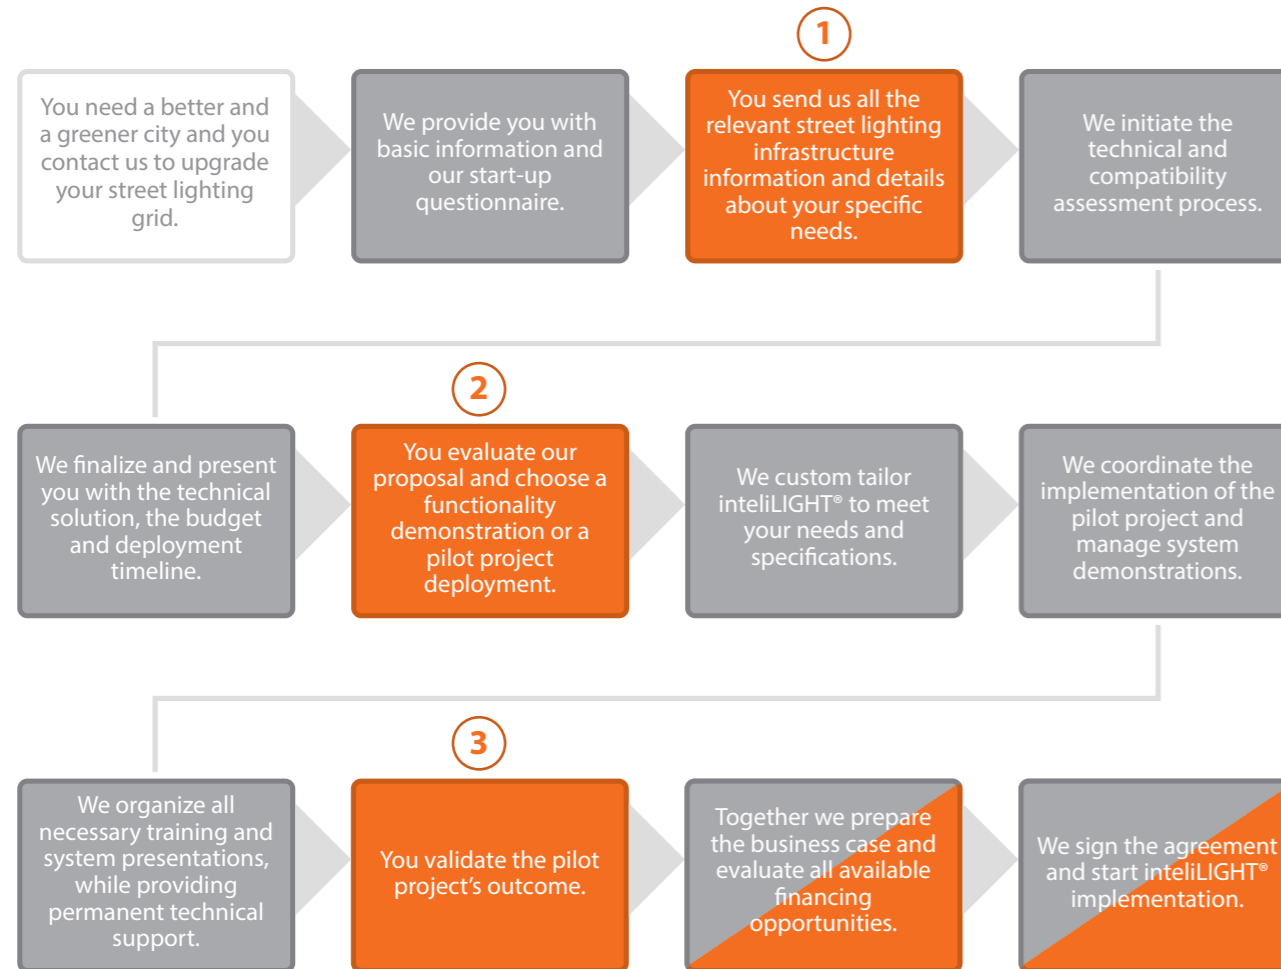 1
You need a better and
a greener city and you
contact us to upgrade
your street lighting
grid.
We provide you with
basic information and
our start-up
questionnaire.
You send us all the
relevant street lighting
infrastructure
information and details
about your specific
needs.
We initiate the
technical and
compatibility
assessment process.
2
We finalize and present
you with the technical
solution, the budget
and deployment
timeline.
You evaluate our
proposal and choose a
functionality
demonstration or a
pilot project
deployment.
We custom tailor
inteliLIGHT® to meet
your needs and
specifications.
We coordinate the
implementation of the
pilot project and
manage system
demonstrations.
3
We organize all
necessary training and
system presentations,
while providing
permanent technical
support.
You validate the pilot
project’s outcome.
Together we prepare
the business case and
evaluate all available
financing
opportunities.
We sign the agreement
and start inteliLIGHT®
implementation.